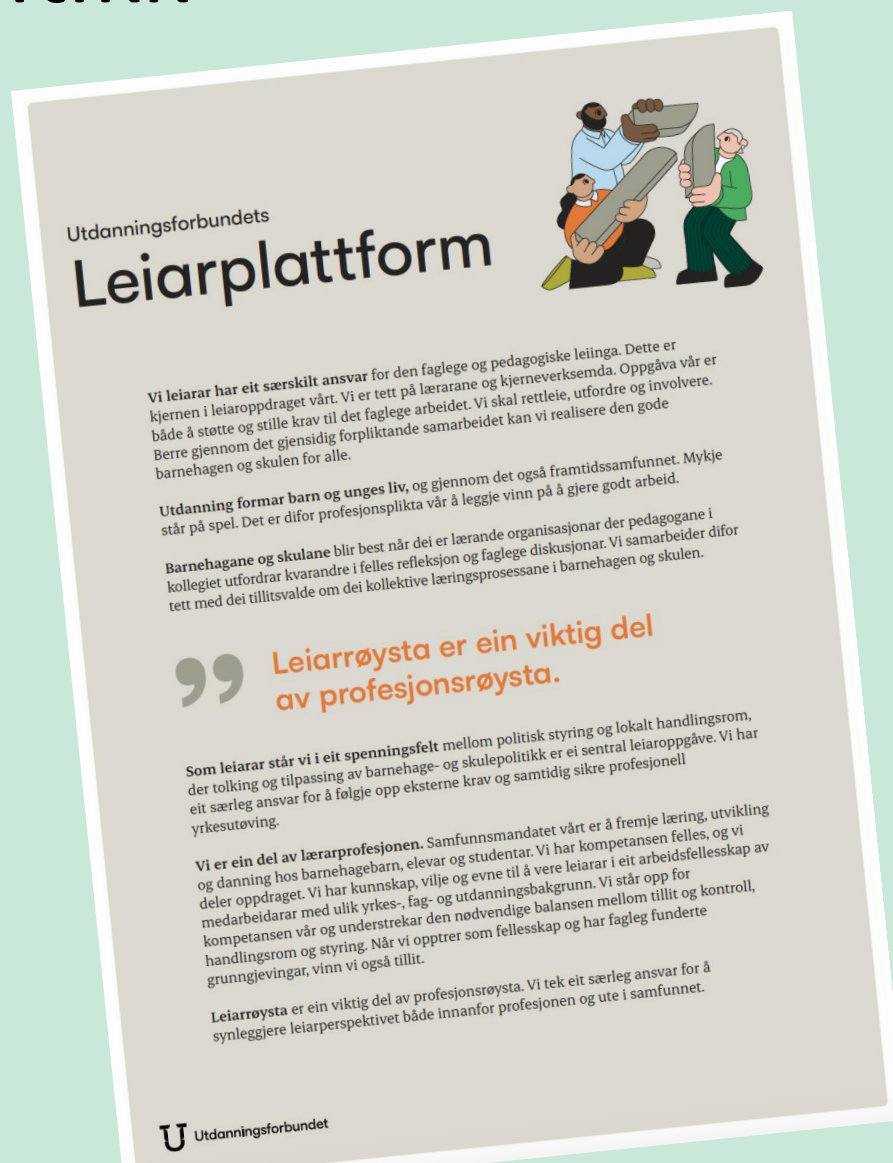 Utdanningsforbundets
Leiarplattform
Vi leiarar har eit særskilt ansvar for den faglege og pedagogiske leiinga. Dette er
kjernen i leiaroppdraget vårt. Vi er tett på lærarane og kjerneverksemda. Oppgåva vår er
både å støtte og stille krav til det faglege arbeidet. Vi skal rettleie, utfordre og involvere.
Berre gjennom det gjensidig forpliktande samarbeidet kan vi realisere den gode
barnehagen og skulen for alle.
Utdanning formar barn og unges liv, og gjennom det også framtidssamfunnet. Mykje
står på spel. Det er difor profesjonsplikta vår å leggje vinn på å gjere godt arbeid.
Barnehagane og skulane blir best når dei er lærande organisasjonar der pedagogane i
kollegiet utfordrar kvarandre i felles refleksjon og faglege diskusjonar. Vi samarbeider difor
tett med dei tillitsvalde om dei kollektive læringsprosessane i barnehagen og skulen.
Leiarrøysta er ein viktig del
av profesjonsrøysta.
Som leiarar står vi i eit spenningsfelt mellom politisk styring og lokalt handlingsrom,
der tolking og tilpassing av barnehage- og skulepolitikk er ei sentral leiaroppgåve. Vi har
eit særleg ansvar for å følgje opp eksterne krav og samtidig sikre profesjonell
yrkesutøving.
Vi er ein del av lærarprofesjonen. Samfunnsmandatet vårt er å fremje læring, utvikling
og danning hos barnehagebarn, elevar og studentar. Vi har kompetansen felles, og vi
deler oppdraget. Vi har kunnskap, vilje og evne til å vere leiarar i eit arbeidsfellesskap av
medarbeidarar med ulik yrkes-, fag- og utdanningsbakgrunn. Vi står opp for
kompetansen vår og understrekar den nødvendige balansen mellom tillit og kontroll,
handlingsrom og styring. Når vi opptrer som fellesskap og har fagleg funderte
grunngjevingar, vinn vi også tillit.
Leiarrøysta er ein viktig del av profesjonsrøysta. Vi tek eit særleg ansvar for å
synleggjere leiarperspektivet både innanfor profesjonen og ute i samfunnet.
Utdanningsforbundet